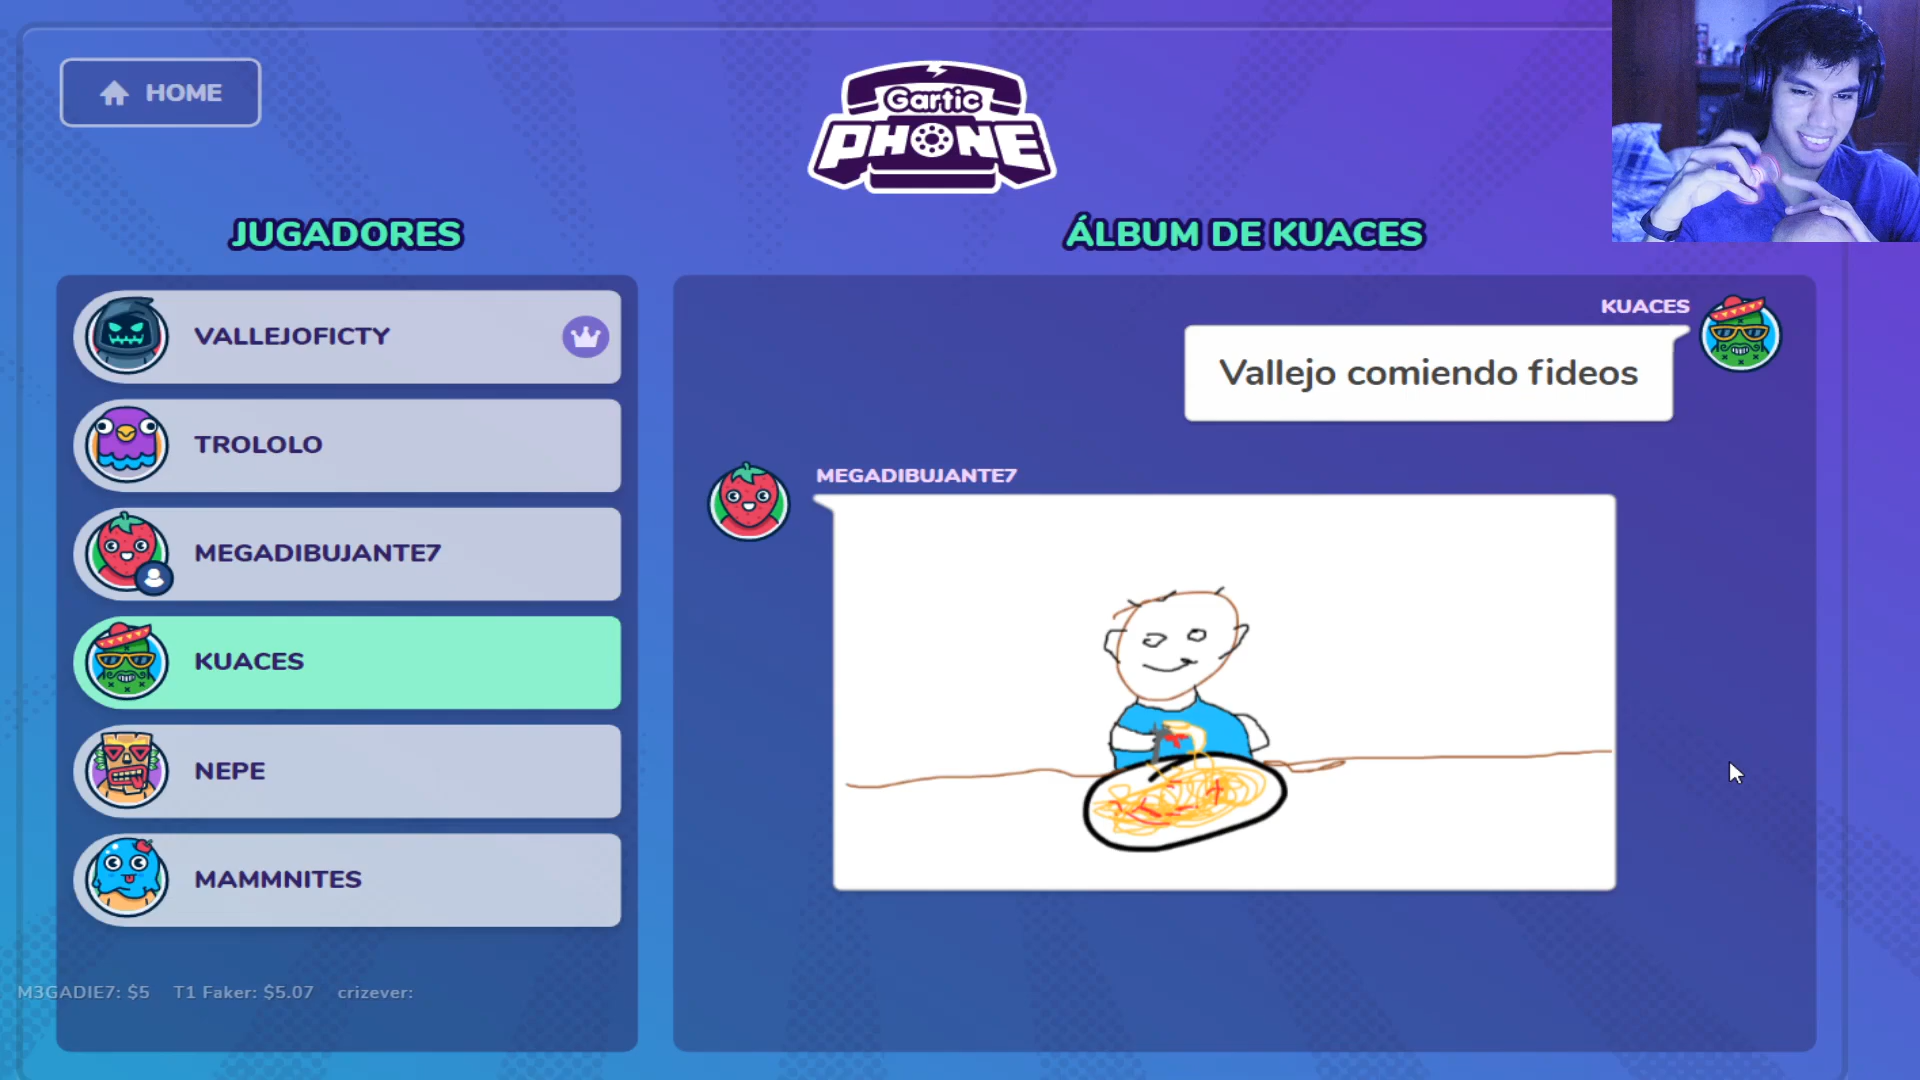 HOME
Gartic
PHONE
JUGADORES
ÁLBUM DE KUACES
VALLEJOFICTY
TROLOLO
MEGADIBUJANTE7
KUACES
NEPE
MAMMNITES
KUACES
Vallejo comiendo fideos
MEGADIBUJANTE7
M3GADIE7: $5 T1 Faker: $5.07 crizever: